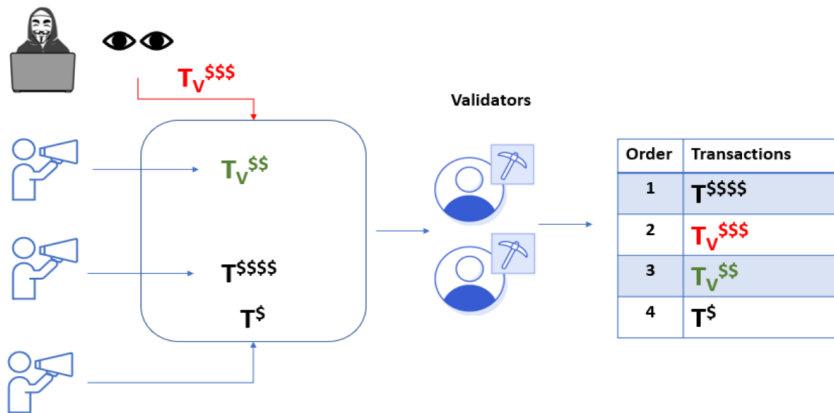 T_V^$$$
Validators
T_V^$$
T^$$$$
T^$
Order Transactions
1 T^$$$$
2 T_V^$$$
3 T_V^$$
4 T^$